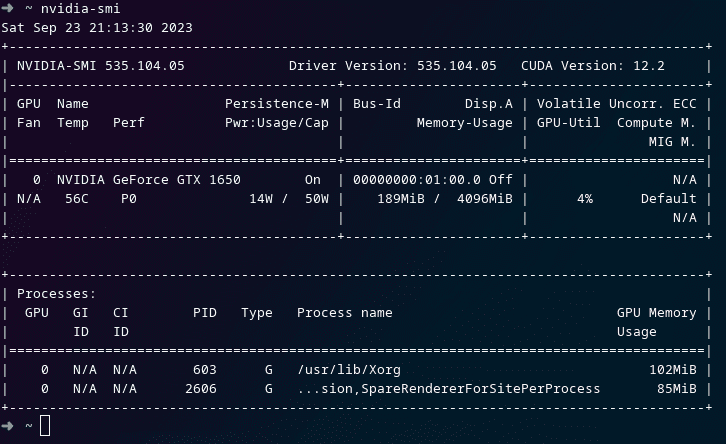 ➜  ~ nvidia-smi
Sat Sep 23 21:13:30 2023
+---------------------------------------------------------------------------------------+
| NVIDIA-SMI 535.104.05             Driver Version: 535.104.05   CUDA Version: 12.2     |
|-----------------------------------------+----------------------+----------------------+
| GPU  Name                 Persistence-M | Bus-Id        Disp.A | Volatile Uncorr. ECC |
| Fan  Temp   Perf          Pwr:Usage/Cap |         Memory-Usage | GPU-Util  Compute M. |
|                                         |                      |               MIG M. |
|=========================================+======================+======================|
|   0  NVIDIA GeForce GTX 1650        On  | 00000000:01:00.0 Off |                  N/A |
| N/A   56C    P0              14W /  50W |    189MiB /  4096MiB |      4%      Default |
|                                         |                      |                  N/A |
+-----------------------------------------+----------------------+----------------------+

+---------------------------------------------------------------------------------------+
| Processes:                                                                            |
|  GPU   GI   CI        PID   Type   Process name                            GPU Memory |
|        ID   ID                                                             Usage      |
|=======================================================================================|
|    0   N/A  N/A       603      G   /usr/lib/Xorg                               102MiB |
|    0   N/A  N/A      2606      G   ...sion,SpareRendererForSitePerProcess       85MiB |
+---------------------------------------------------------------------------------------+
➜  ~